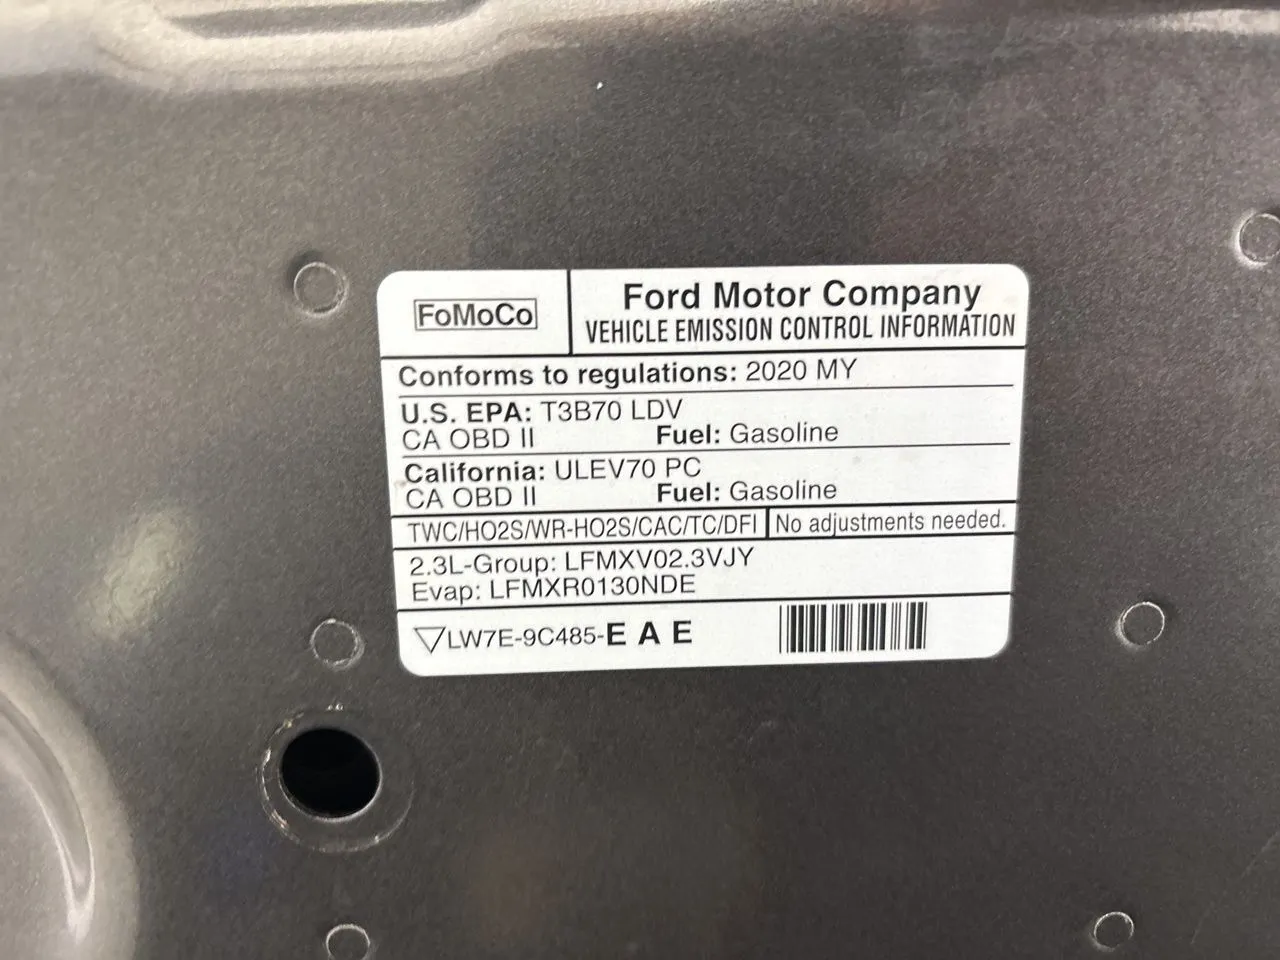 FoMoCo
Ford Motor Company
VEHICLE EMISSION CONTROL INFORMATION
Conforms to regulations: 2020 MY
U.S. EPA: T3B70 LDV
CA OBD II Fuel: Gasoline
California: ULEV70 PC
CA OBD II Fuel: Gasoline
TWC/HO2S/WR-HO2S/CAC/TC/DFI No adjustments needed.
2.3L-Group: LFMXV02.3VJY
Evap: LFMXR0130NDE
▽LW7E-9C485-E A E